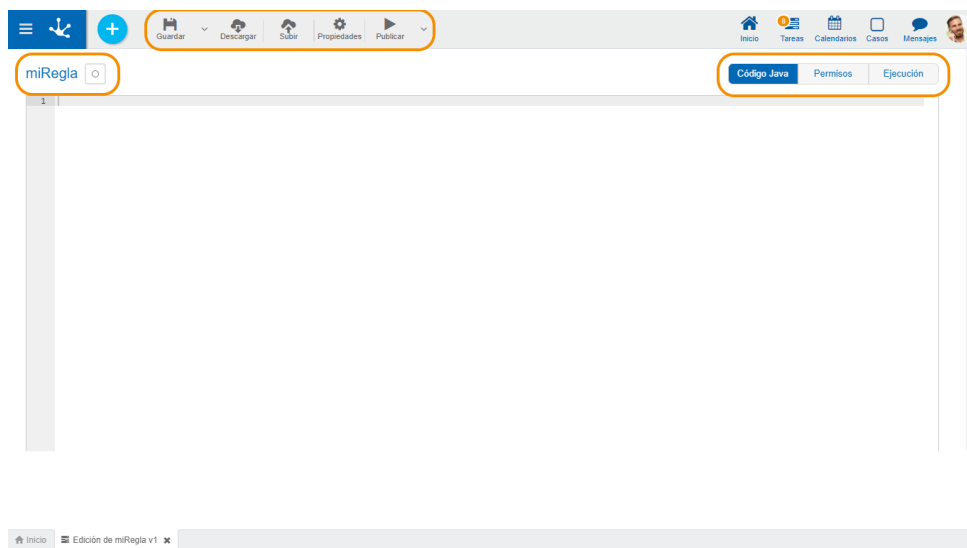 Guardar Descargar Subir Propiedades Publicar
Inicio Tareas Calendarios Casos Mensajes
0
miRegla
Código Java Permisos Ejecución
1
Inicio Edición de miRegla v1